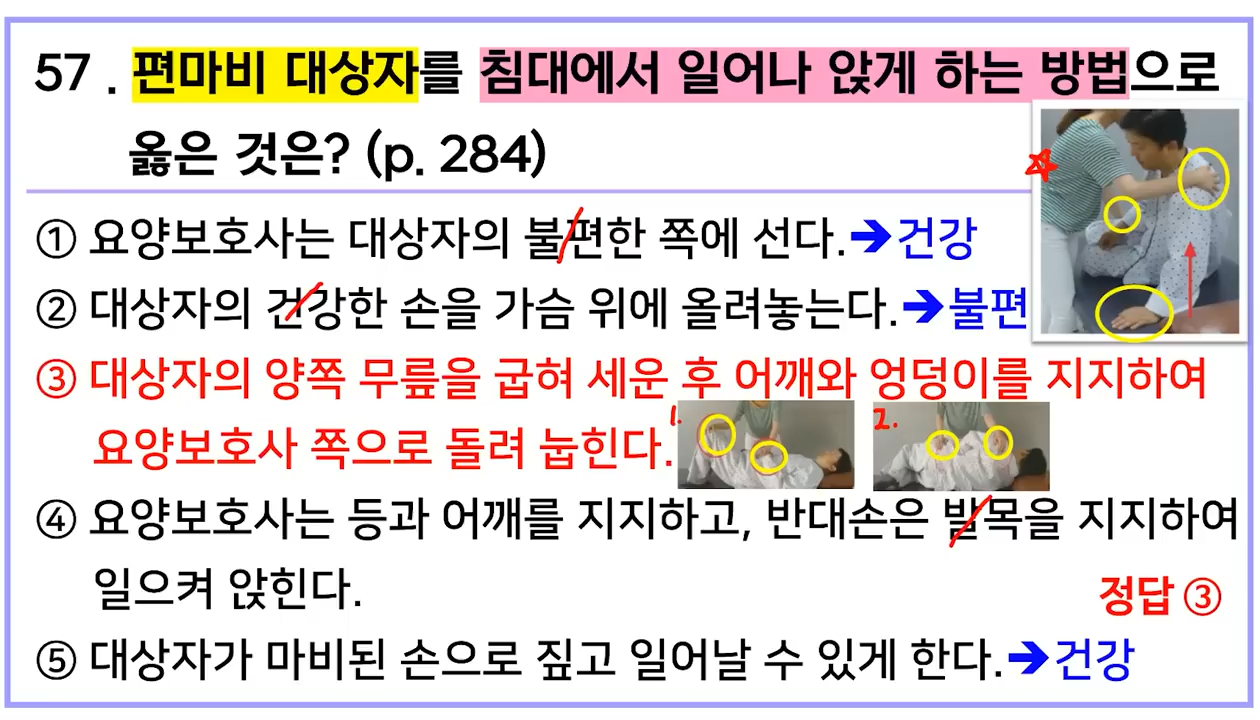 57 . 편마비 대상자를 침대에서 일어나 앉게 하는 방법으로
옳은 것은? (p. 284)
① 요양보호사는 대상자의 불편한 쪽에 선다.➔건강
② 대상자의 건강한 손을 가슴 위에 올려놓는다.➔불편
③ 대상자의 양쪽 무릎을 굽혀 세운 후 어깨와 엉덩이를 지지하여
요양보호사 쪽으로 돌려 눕힌다.
1.
2.
④ 요양보호사는 등과 어깨를 지지하고, 반대손은 발목을 지지하여
일으켜 앉힌다.
정답 ③
⑤ 대상자가 마비된 손으로 짚고 일어날 수 있게 한다.➔건강